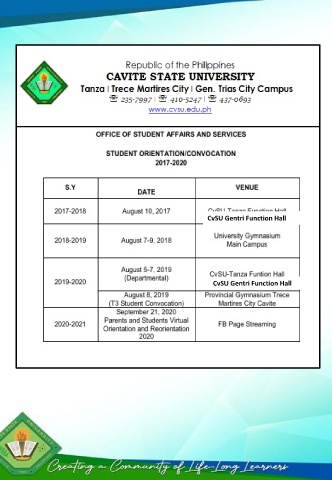 Republic of the Philippines
CAVITE STATE UNIVERSITY
Tanza | Trece Martires City | Gen. Trias City Campus
☏ 235-7997 | ☏ 410-5247 | ☏ 437-0693
www.cvsu.edu.ph
OFFICE OF STUDENT AFFAIRS AND SERVICES
STUDENT ORIENTATION/CONVOCATION
2017-2020
S.Y
DATE
VENUE
2017-2018
August 10, 2017
CvSU Tanza Function Hall
CvSU Gentri Function Hall
2018-2019
August 7-9, 2018
University Gymnasium
Main Campus
2019-2020
August 5-7, 2019
(Departmental)
CvSU-Tanza Funtion Hall
CvSU Gentri Function Hall
August 8, 2019
(T3 Student Convocation)
Provincial Gymnasium Trece
Martires City Cavite
2020-2021
September 21, 2020
Parents and Students Virtual
Orientation and Reorientation
2020
FB Page Streaming
Creating a Community of Life-Long Learners